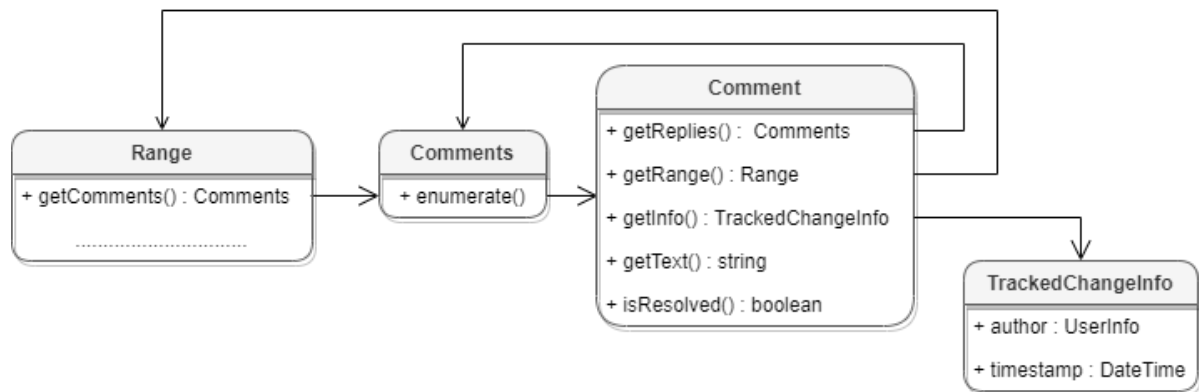 Range
+ getComments() : Comments
Comments
+ enumerate()
Comment
+ getReplies() : Comments
+ getRange() : Range
+ getInfo() : TrackedChangeInfo
+ getText() : string
+ isResolved() : boolean
TrackedChangeInfo
+ author : UserInfo
+ timestamp : DateTime